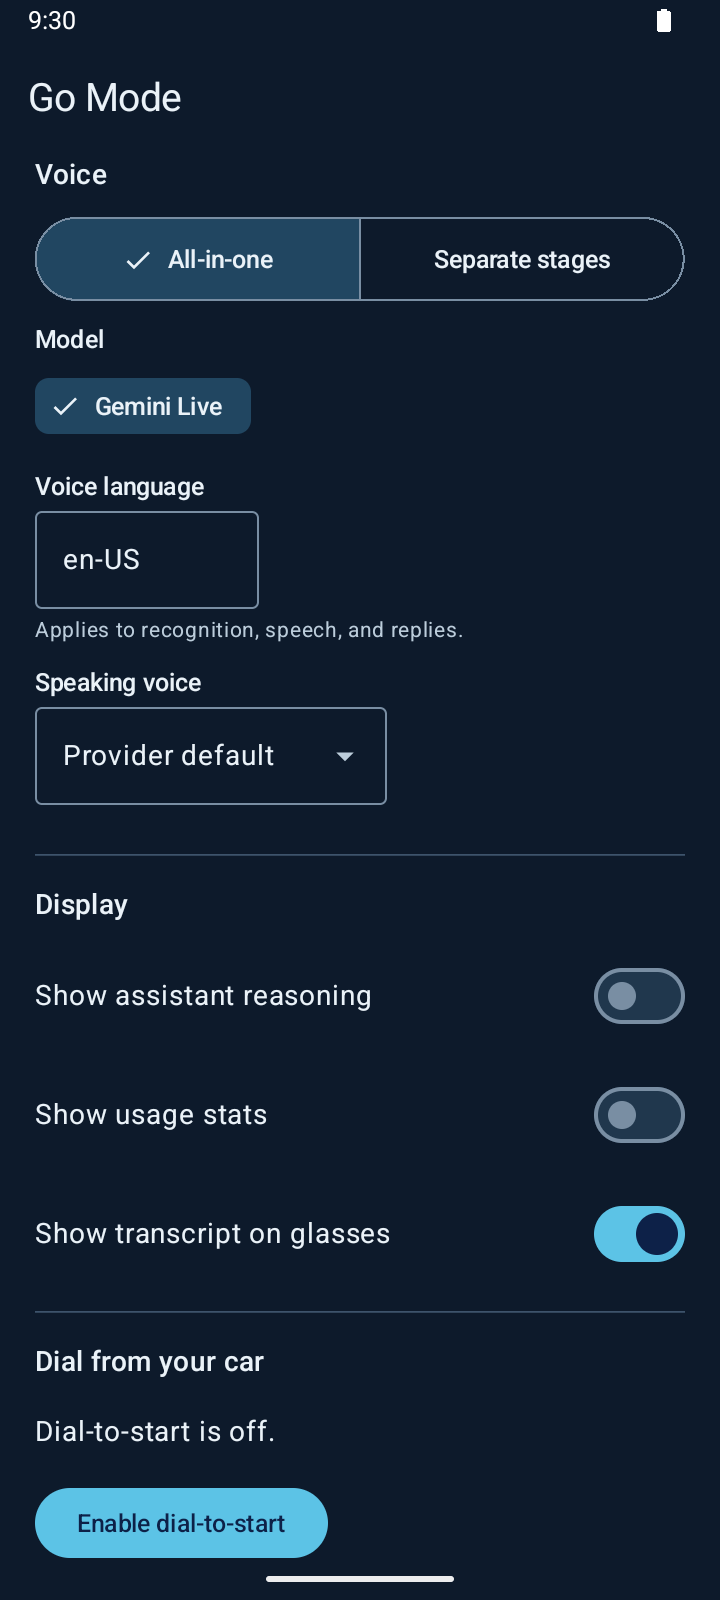 9:30
Go Mode
Voice
All-in-one
Separate stages
Model
Gemini Live
Voice language
en-US
Applies to recognition, speech, and replies.
Speaking voice
Provider default
Display
Show assistant reasoning
Show usage stats
Show transcript on glasses
Dial from your car
Dial-to-start is off.
Enable dial-to-start